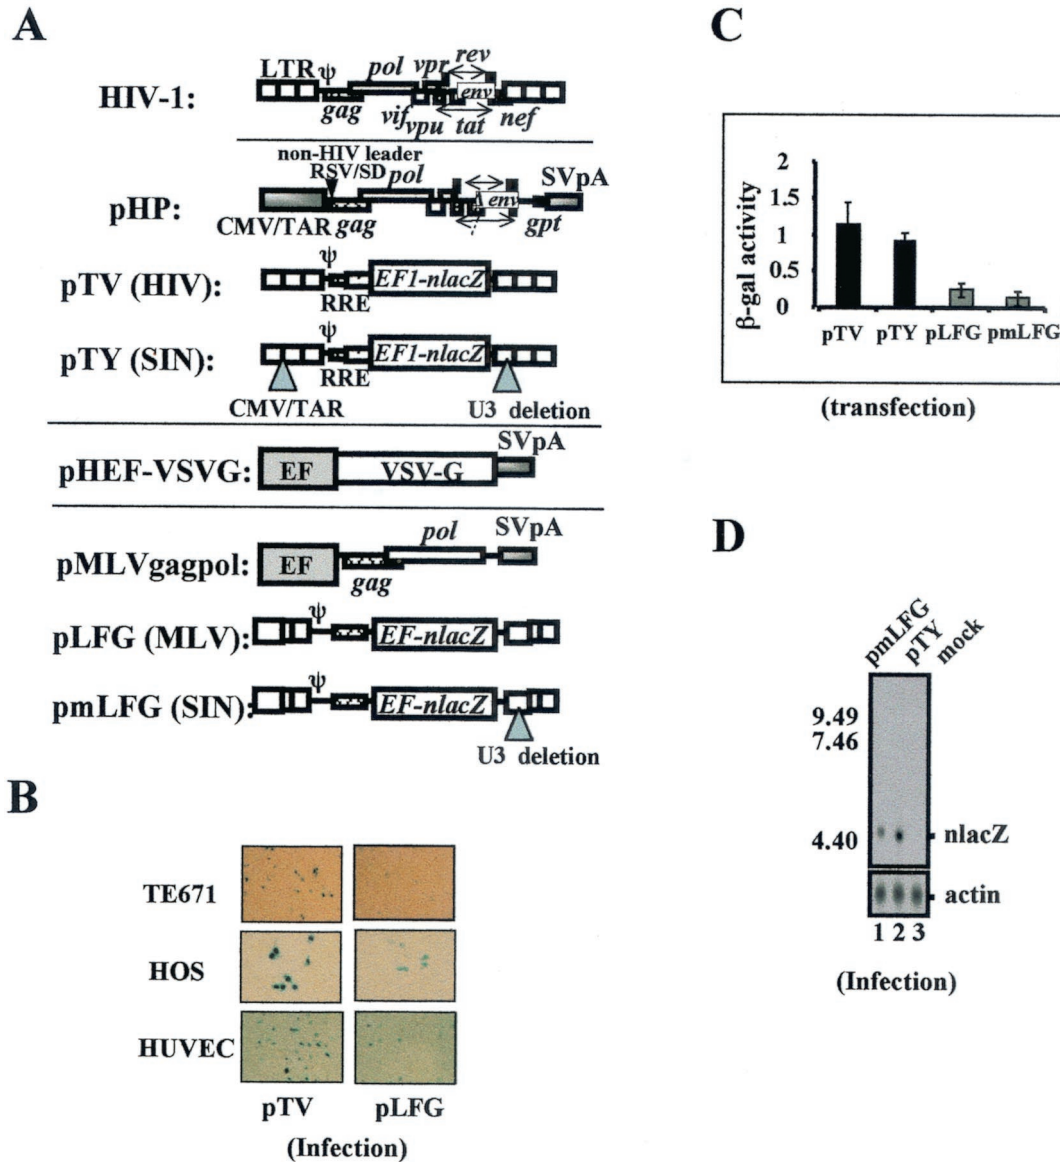 A
LTR ψ pol vpr rev
HIV-1:
env
gag vif vpu tat nef
non-HIV leader
RSV/SD pol SVpA
pHP:
Δ env
CMV/TAR gag gpt
ψ
pTV (HIV): EF1-nlacZ
RRE
ψ
pTY (SIN): EF1-nlacZ
RRE
CMV/TAR U3 deletion
SVpA
pHEF-VSVG: EF VSV-G
pol SVpA
pMLVgagpol: EF
gag
ψ
pLFG (MLV): EF-nlacZ
ψ
pmLFG (SIN): EF-nlacZ
U3 deletion
B
TE671
HOS
HUVEC
pTV pLFG
(Infection)
C
β-gal activity
2
1.5
1
0.5
0
pTV pTY pLFG pmLFG
(transfection)
D
pmLFG pTY mock
9.49
7.46
4.40 nlacZ
actin
1 2 3
(Infection)